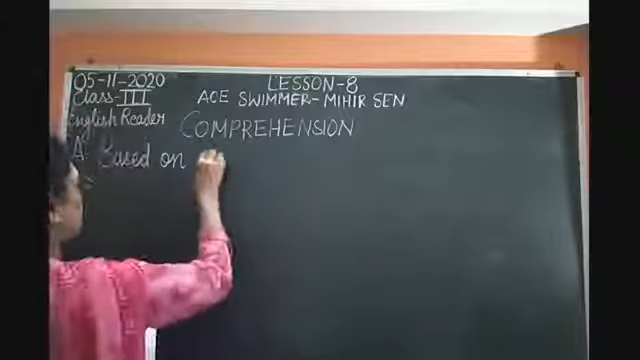 05-11-2020
LESSON-8
Class-III
ACE SWIMMER-MIHIR SEN
English Reader
COMPREHENSION
A. Based on